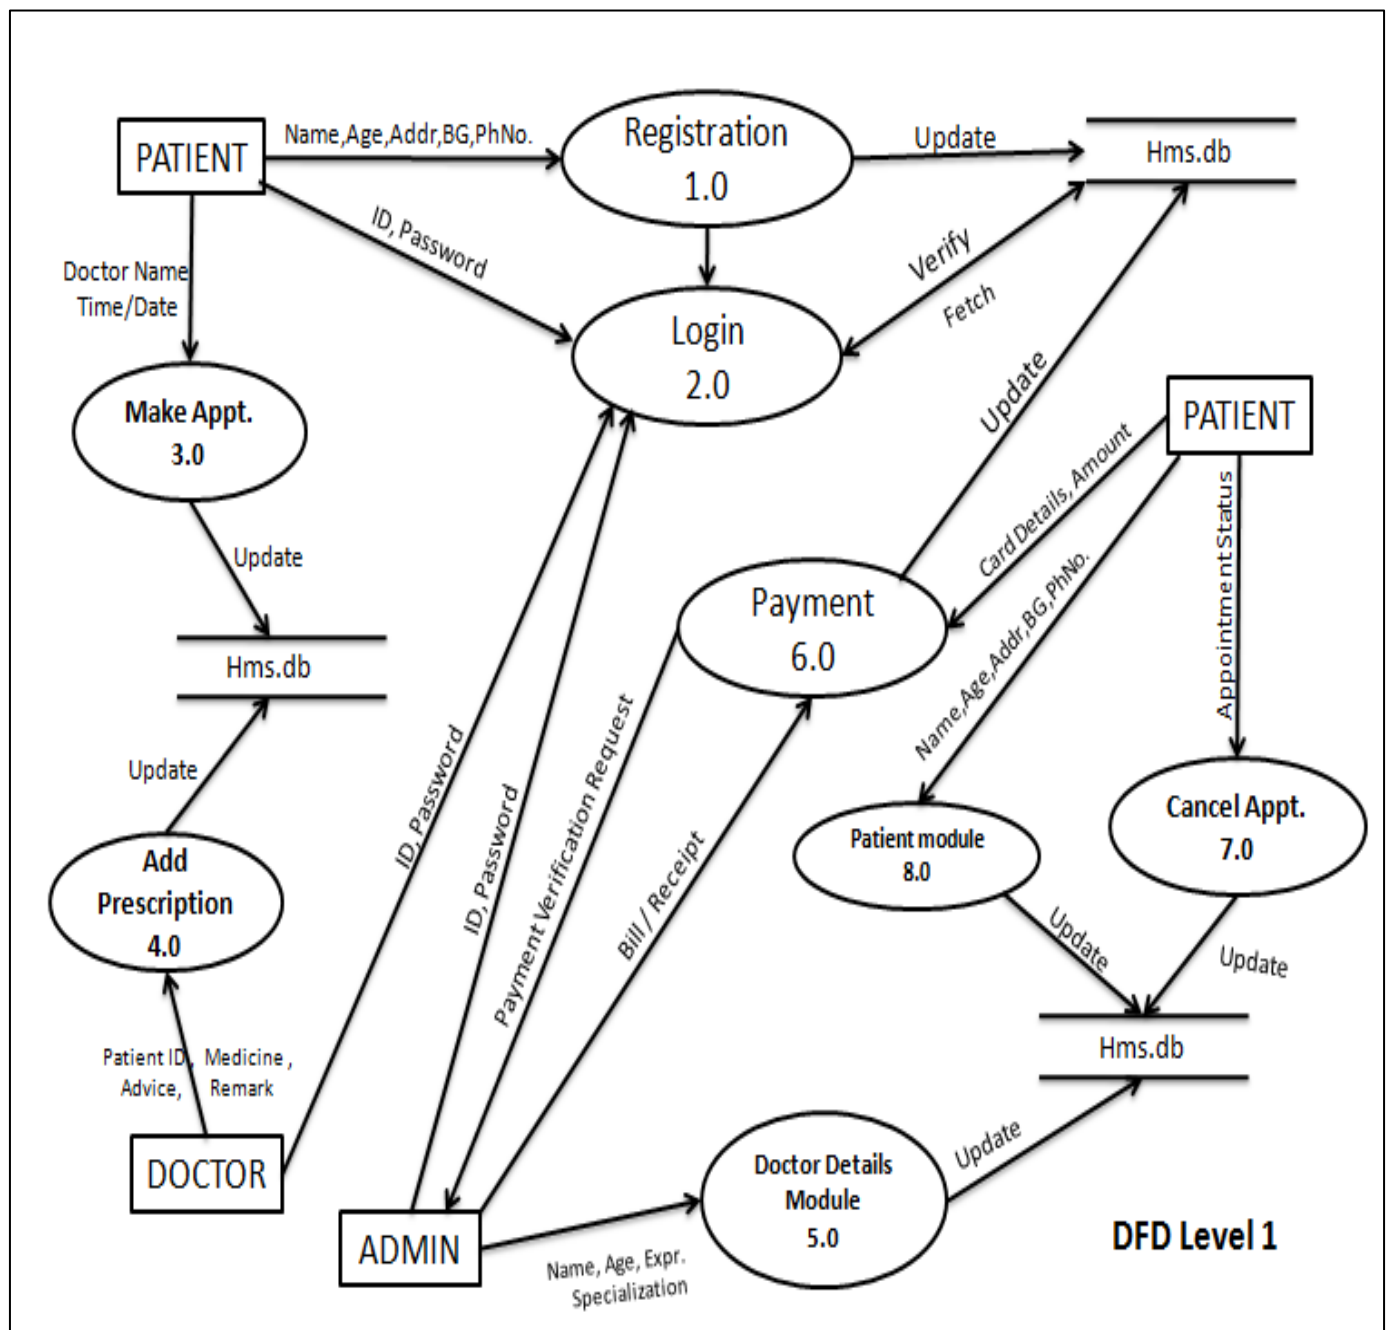 Name,Age,Addr,BG,PhNo.
PATIENT
Registration
1.0
Update
Hms.db
ID, Password
Verify
Fetch
Doctor Name
Time/Date
Login
2.0
Make Appt.
3.0
Update
PATIENT
Card Details, Amount
Name,Age,Addr,BG,PhNo.
Appointment Status
Update
Hms.db
Payment
6.0
Update
ID, Password
ID, Password
Payment Verification Request
Bill / Receipt
Patient module
8.0
Cancel Appt.
7.0
Add
Prescription
4.0
Update
Update
Hms.db
Patient ID, Medicine,
Advice, Remark
DOCTOR
ADMIN
Name, Age, Expr.
Specialization
Doctor Details
Module
5.0
Update
DFD Level 1